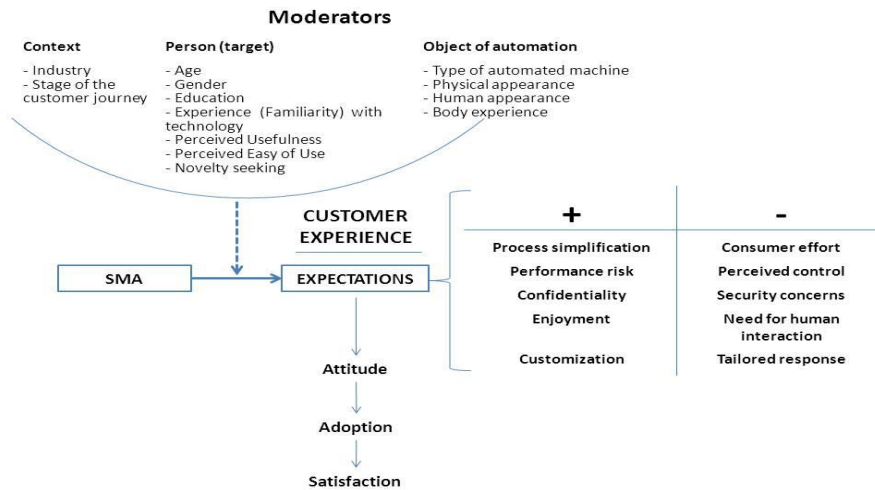 Moderators
Context
- Industry
- Stage of the
customer journey
Person (target)
- Age
- Gender
- Education
- Experience (Familiarity) with
technology
- Perceived Usefulness
- Perceived Easy of Use
- Novelty seeking
Object of automation
- Type of automated machine
- Physical appearance
- Human appearance
- Body experience
CUSTOMER
EXPERIENCE
SMA
EXPECTATIONS
Attitude
Adoption
Satisfaction
+
-
Process simplification
Consumer effort
Performance risk
Perceived control
Confidentiality
Security concerns
Enjoyment
Need for human
interaction
Customization
Tailored response